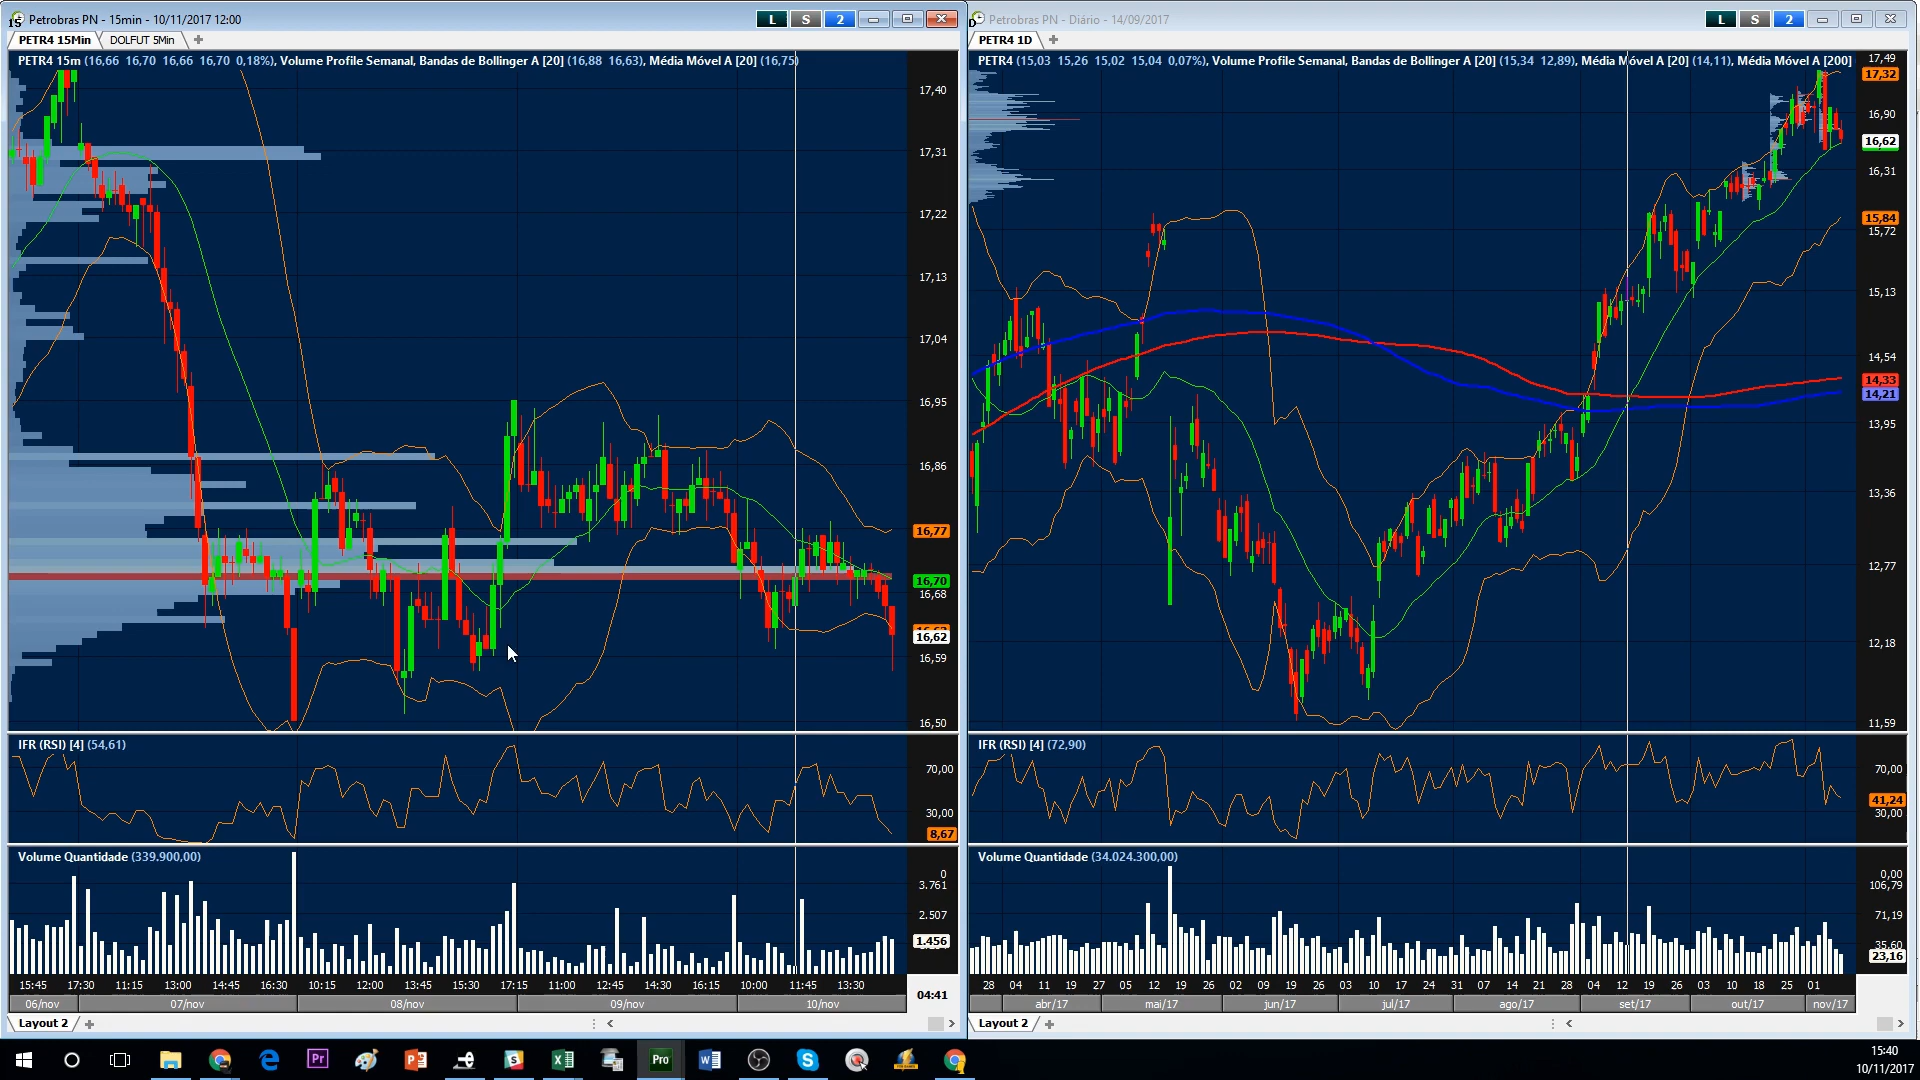 Petrobras PN - 15min - 10/11/2017 12:00
L S 2
PETR4 15Min DOLFUT 5Min
PETR4 15m (16,66 16,70 16,66 16,70 0,18%), Volume Profile Semanal, Bandas de Bollinger A [20] (16,88 16,63), Média Móvel A [20] (16,75)
17,40
17,31
17,22
17,13
17,04
16,95
16,86
16,77
16,70
16,68
16,62
16,59
16,50
IFR (RSI) [4] (54,61)
70,00
30,00
8,67
Volume Quantidade (339.900,00)
0
3.761
2.507
1.456
15:45 17:30 11:15 13:00 14:45 16:30 10:15 12:00 13:45 15:30 17:15 11:00 12:45 14:30 16:15 10:00 11:45 13:30
06/nov 07/nov 08/nov 09/nov 10/nov
04:41
Layout 2
Petrobras PN - Diário - 14/09/2017
L S 2
PETR4 1D
PETR4 (15,03 15,26 15,02 15,04 0,07%), Volume Profile Semanal, Bandas de Bollinger A [20] (15,34 12,89), Média Móvel A [20] (14,11), Média Móvel A [200]
17,49
17,32
16,90
16,62
16,31
15,84
15,72
15,13
14,54
14,33
14,21
13,95
13,36
12,77
12,18
11,59
IFR (RSI) [4] (72,90)
70,00
41,24
30,00
Volume Quantidade (34.024.300,00)
0,00
106,79
71,19
35,60
23,16
28 04 11 19 27 05 12 19 26 02 09 19 26 03 10 17 24 31 07 14 21 28 04 12 19 26 03 10 18 25 01
abr/17 mai/17 jun/17 jul/17 ago/17 set/17 out/17 nov/17
Layout 2
Pro
15:40
10/11/2017